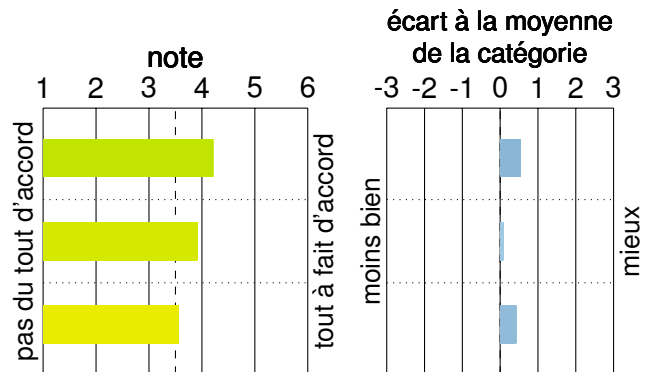 note
1 2 3 4 5 6
pas du tout d'accord
tout à fait d'accord
écart à la moyenne
de la catégorie
-3 -2 -1 0 1 2 3
moins bien
mieux